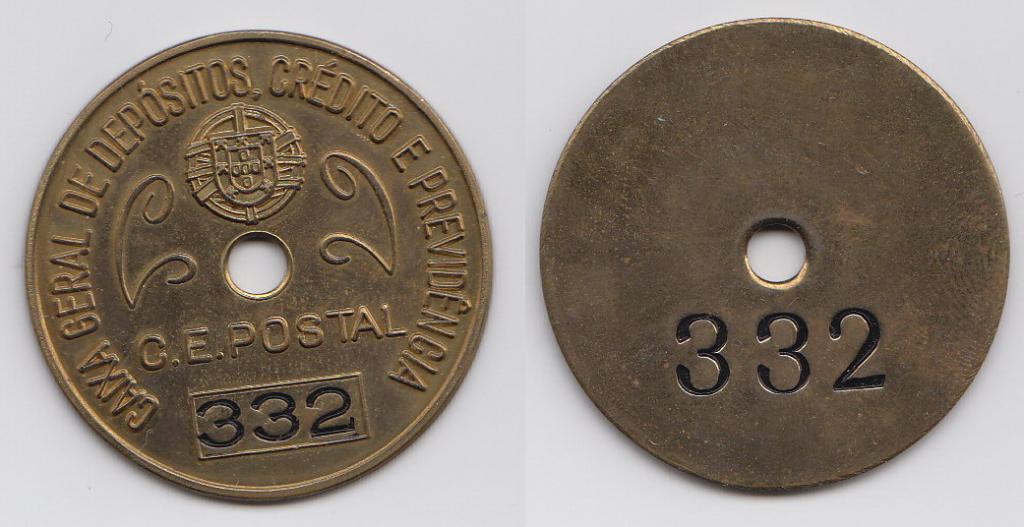 CAIXA GERAL DE DEPÓSITOS, CRÉDITO E PREVIDÊNCIA
C.E.POSTAL
332
332